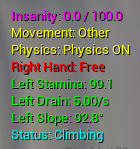 Insanity: 0.0 / 100.0
Movement: Other
Physics: Physics ON
Right Hand: Free
Left Stamina: 99.1
Left Drain: 5.00/s
Left Slope: 92.8°
Status: Climbing